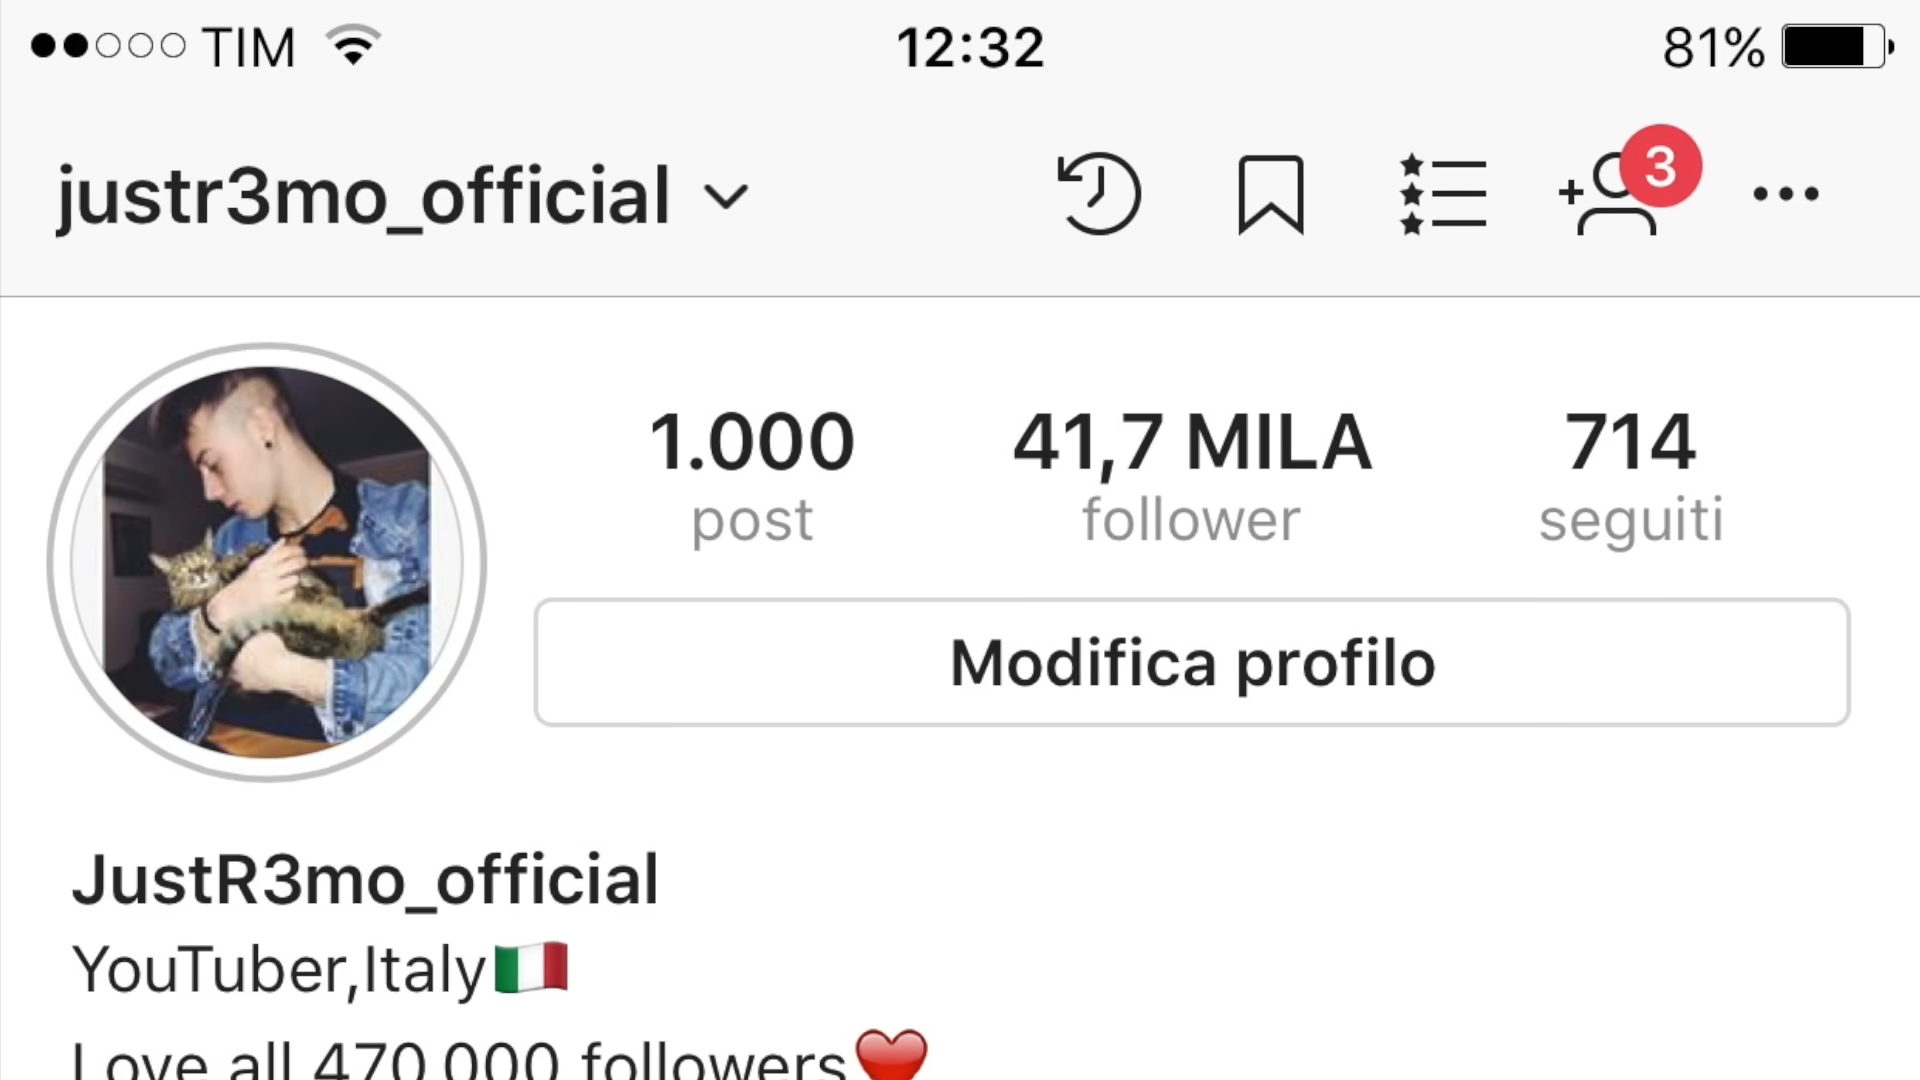 TIM 12:32 81%
justr3mo_official 3
1.000 41,7 MILA 714
post follower seguiti
Modifica profilo
JustR3mo_official
YouTuber,Italy🇮🇹
Love all 470.000 followers❤️